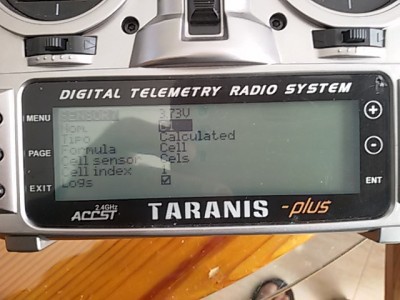 DIGITAL TELEMETRY RADIO SYSTEM
MENU
PAGE
EXIT
3.73V
Nom
Tipo Calculated
Formula Cell
Cell sensor Cels
Cell index 1
Logs
ENT
2.4GHz
ACCST
TARANIS -plus